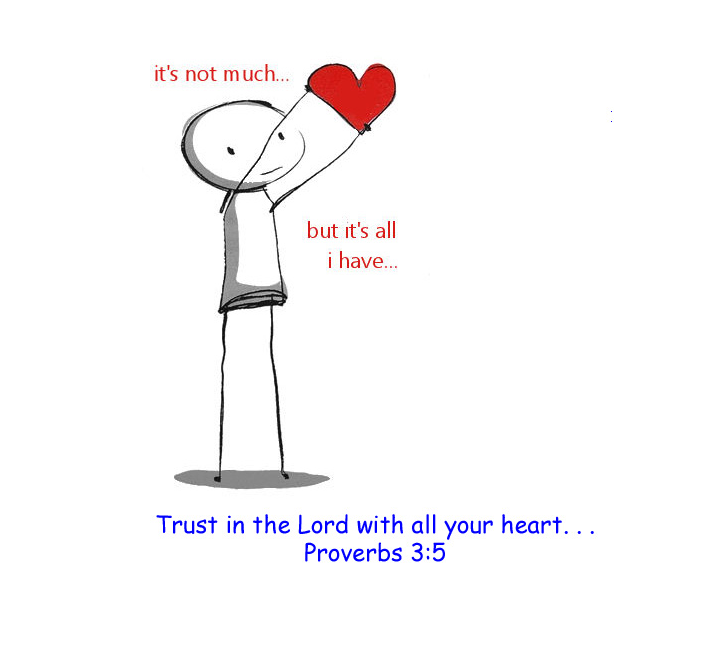 it's not much...
but it's all
i have...
Trust in the Lord with all your heart. . .
Proverbs 3:5